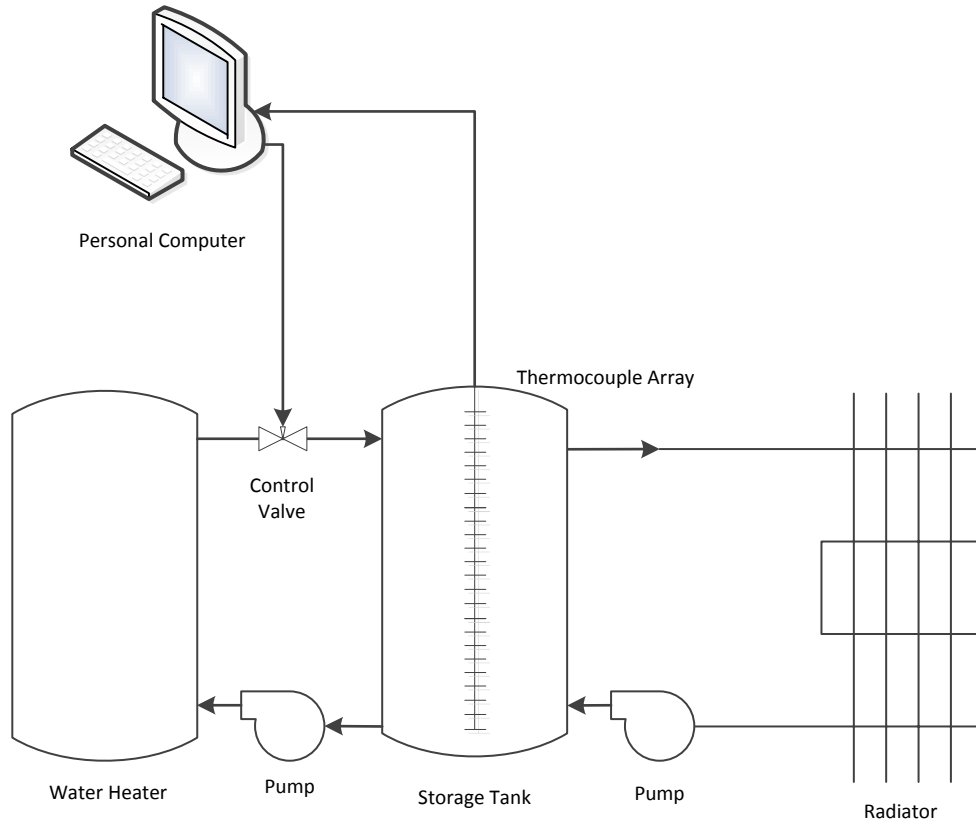 Personal Computer
Thermocouple Array
Control
Valve
Water Heater
Pump
Storage Tank
Pump
Radiator